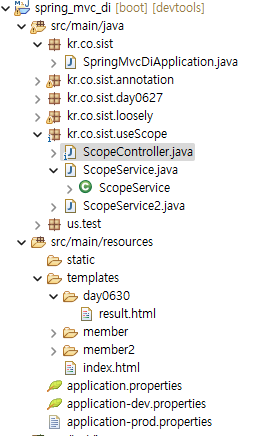 spring_mvc_di [boot] [devtools]
src/main/java
kr.co.sist
SpringMvcDiApplication.java
kr.co.sist.annotation
kr.co.sist.day0627
kr.co.sist.loosely
kr.co.sist.useScope
ScopeController.java
ScopeService.java
ScopeService
ScopeService2.java
us.test
src/main/resources
static
templates
day0630
result.html
member
member2
index.html
application.properties
application-dev.properties
application-prod.properties